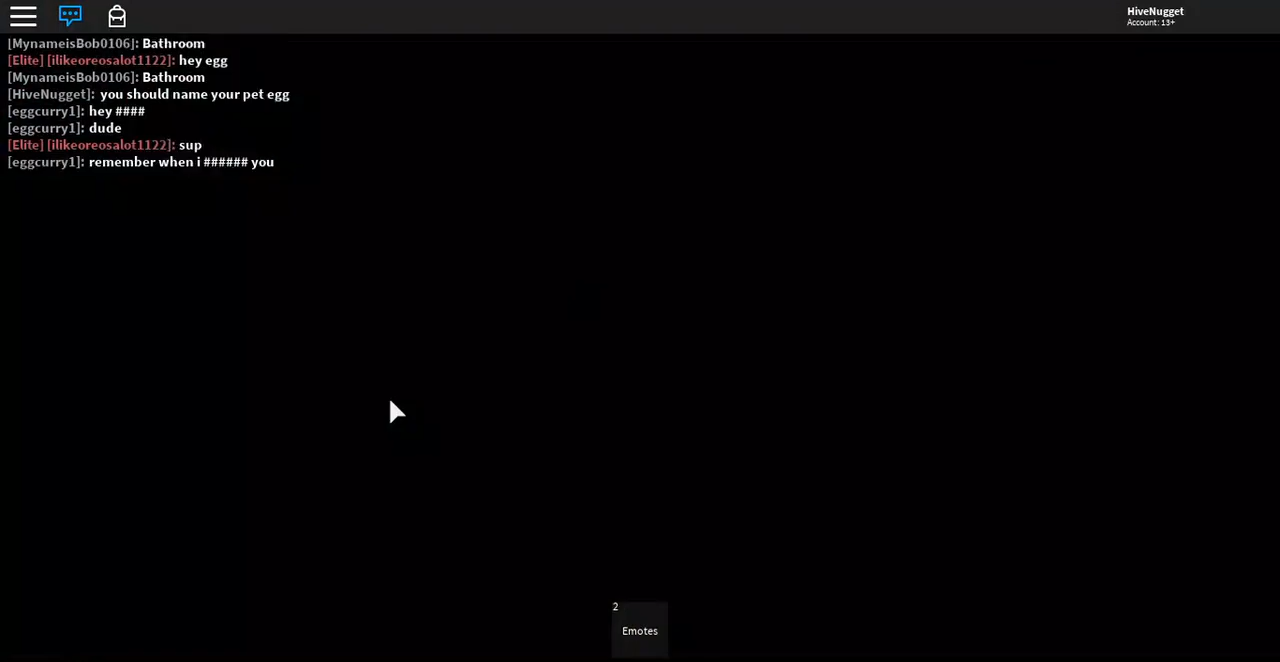 HiveNugget
Account: 13+
[MynameisBob0106]: Bathroom
[Elite] [ilikeoreosalot1122]: hey egg
[MynameisBob0106]: Bathroom
[HiveNugget]: you should name your pet egg
[eggcurry1]: hey ####
[eggcurry1]: dude
[Elite] [ilikeoreosalot1122]: sup
[eggcurry1]: remember when i ###### you
2
Emotes